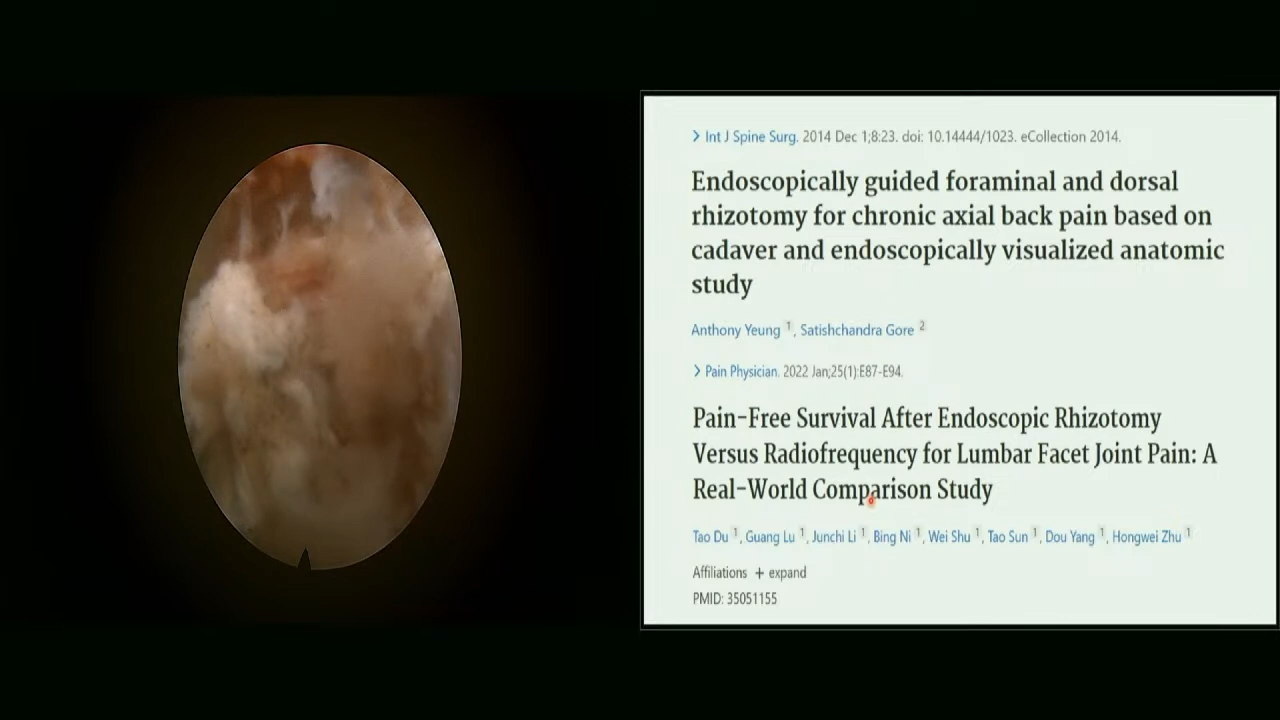 > Int J Spine Surg. 2014 Dec 1;8:23. doi: 10.14444/1023. eCollection 2014.
Endoscopically guided foraminal and dorsal
rhizotomy for chronic axial back pain based on
cadaver and endoscopically visualized anatomic
study
Anthony Yeung 1, Satishchandra Gore 2
> Pain Physician. 2022 Jan;25(1):E87-E94.
Pain-Free Survival After Endoscopic Rhizotomy
Versus Radiofrequency for Lumbar Facet Joint Pain: A
Real-World Comparison Study
Tao Du 1, Guang Lu 1, Junchi Li 1, Bing Ni 1, Wei Shu 1, Tao Sun 1, Dou Yang 1, Hongwei Zhu 1
Affiliations + expand
PMID: 35051155